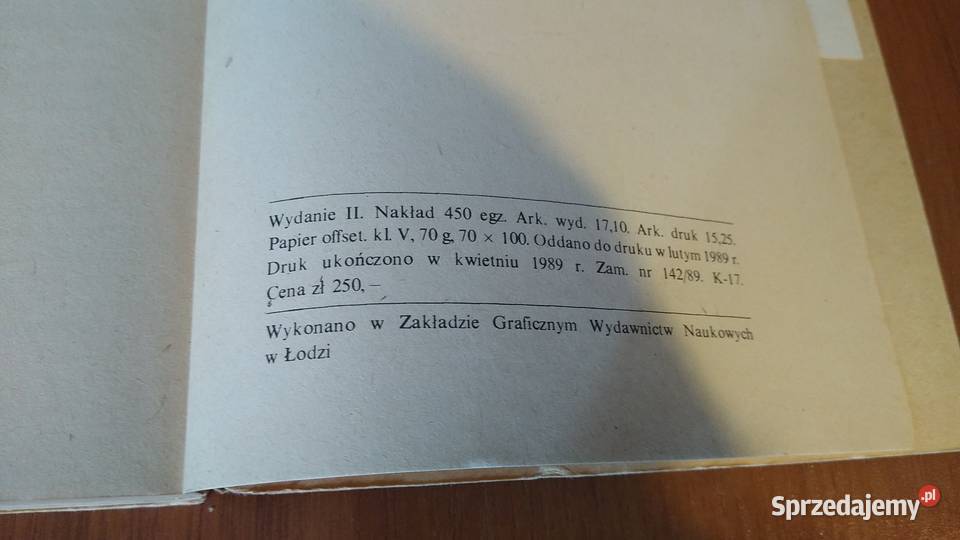 Wydanie II. Nakład 450 egz. Ark. wyd. 17,10. Ark. druk 15,25.
Papier offset. kl. V, 70 g, 70 × 100. Oddano do druku w lutym 1989 r.
Druk ukończono w kwietniu 1989 r. Zam. nr 142/89. K-17.
Cena zł 250,–
Wykonano w Zakładzie Graficznym Wydawnictw Naukowych
w Łodzi
Sprzedajemy.pl